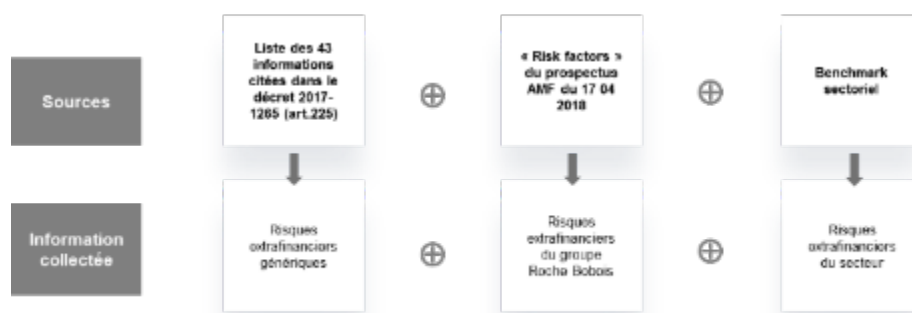 Sources
Liste des 43
informations
citées dans le
décret 2017-
1265 (art.225)
« Risk factors »
du prospectus
AMF du 17 04
2018
Benchmark
sectoriel
Information
collectée
Risques
extrafinanciers
génériques
Risques
extrafinanciers
du groupe
Roche Bobois
Risques
extrafinanciers
du secteur